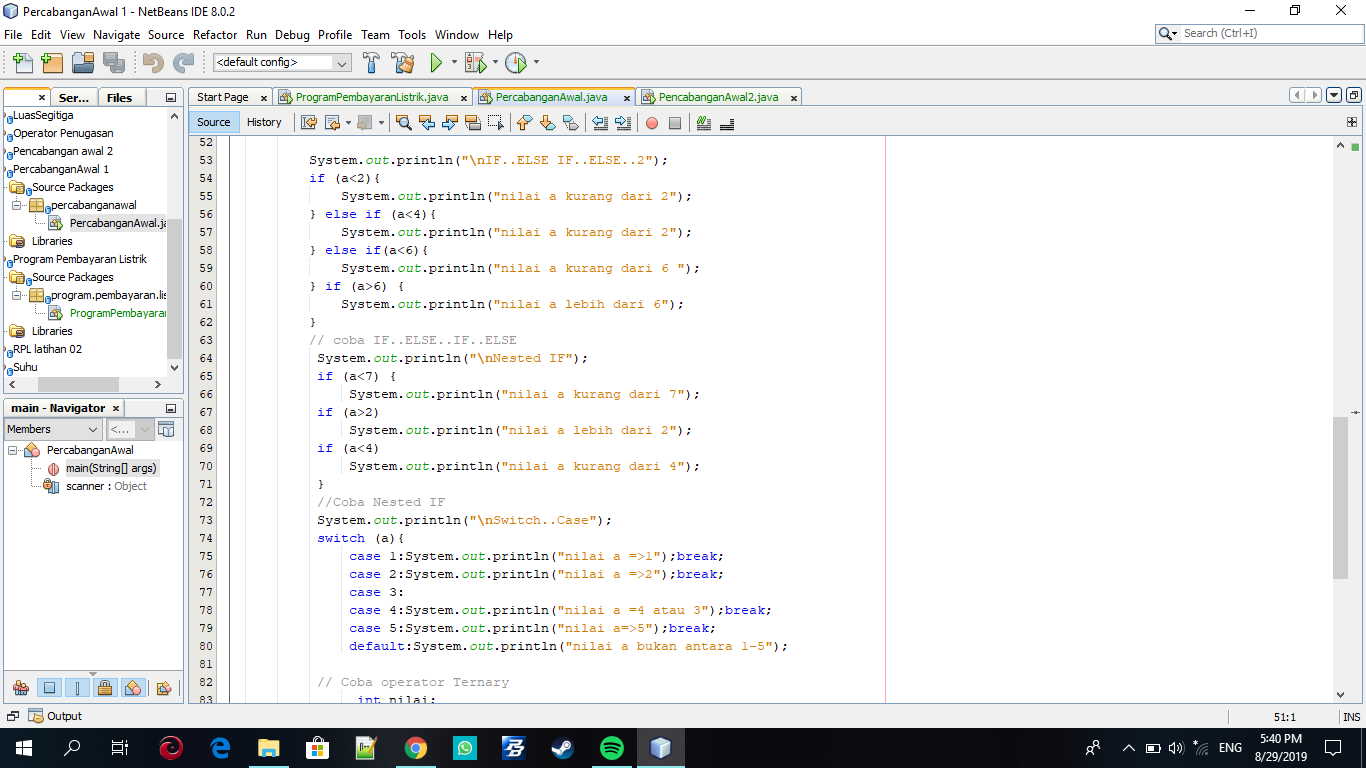 PercabanganAwal 1 - NetBeans IDE 8.0.2
File Edit View Navigate Source Refactor Run Debug Profile Team Tools Window Help
Search (Ctrl+I)
<default config>
Ser... Files
Start Page ProgramPembayaranListrik.java PercabanganAwal.java PencabanganAwal2.java
Source History
LuasSegitiga
Operator Penugasan
Pencabangan awal 2
PercabanganAwal 1
Source Packages
percabanganawal
PercabanganAwal.ja
Libraries
Program Pembayaran Listrik
Source Packages
program.pembayaran.lis
ProgramPembayaran
Libraries
RPL latihan 02
Suhu
main - Navigator
Members <...
PercabanganAwal
main(String[] args)
scanner : Object
52
53 System.out.println("\nIF..ELSE IF..ELSE..2");
54 if (a<2){
55 System.out.println("nilai a kurang dari 2");
56 } else if (a<4){
57 System.out.println("nilai a kurang dari 2");
58 } else if(a<6){
59 System.out.println("nilai a kurang dari 6 ");
60 } if (a>6) {
61 System.out.println("nilai a lebih dari 6");
62 }
63 // coba IF..ELSE..IF..ELSE
64 System.out.println("\nNested IF");
65 if (a<7) {
66 System.out.println("nilai a kurang dari 7");
67 if (a>2)
68 System.out.println("nilai a lebih dari 2");
69 if (a<4)
70 System.out.println("nilai a kurang dari 4");
71 }
72 //Coba Nested IF
73 System.out.println("\nSwitch..Case");
74 switch (a){
75 case 1:System.out.println("nilai a =>1");break;
76 case 2:System.out.println("nilai a =>2");break;
77 case 3:
78 case 4:System.out.println("nilai a =4 atau 3");break;
79 case 5:System.out.println("nilai a=>5");break;
80 default:System.out.println("nilai a bukan antara 1-5");
81
82 // Coba operator Ternary
83 int nilai;
Output
51:1 INS
ENG
5:40 PM
8/29/2019